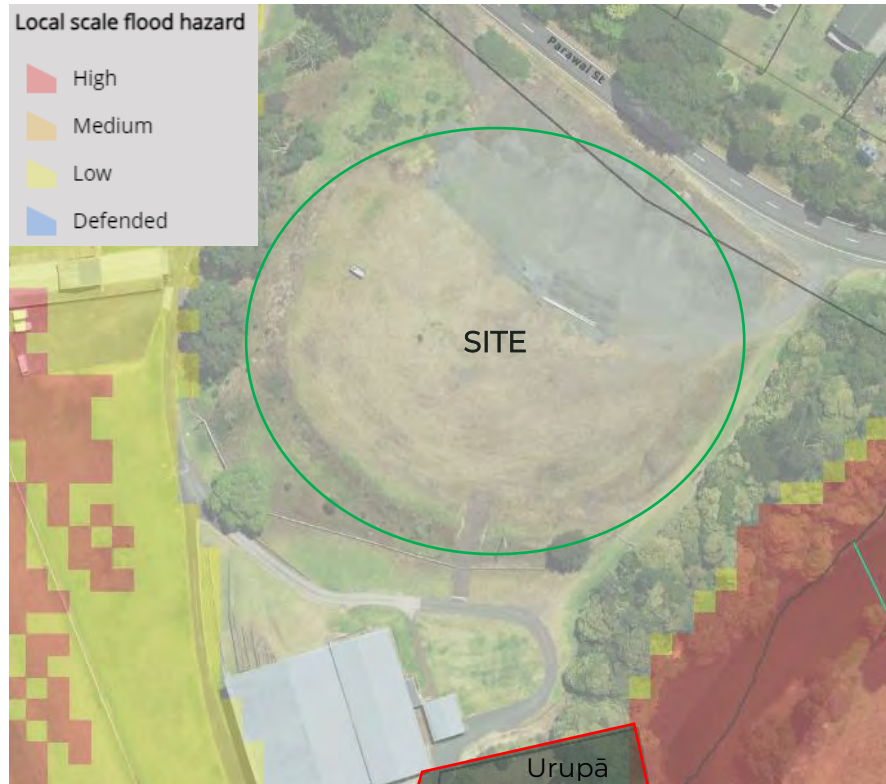 Local scale flood hazard
High
Medium
Low
Defended
Parawai St
SITE
Urupā